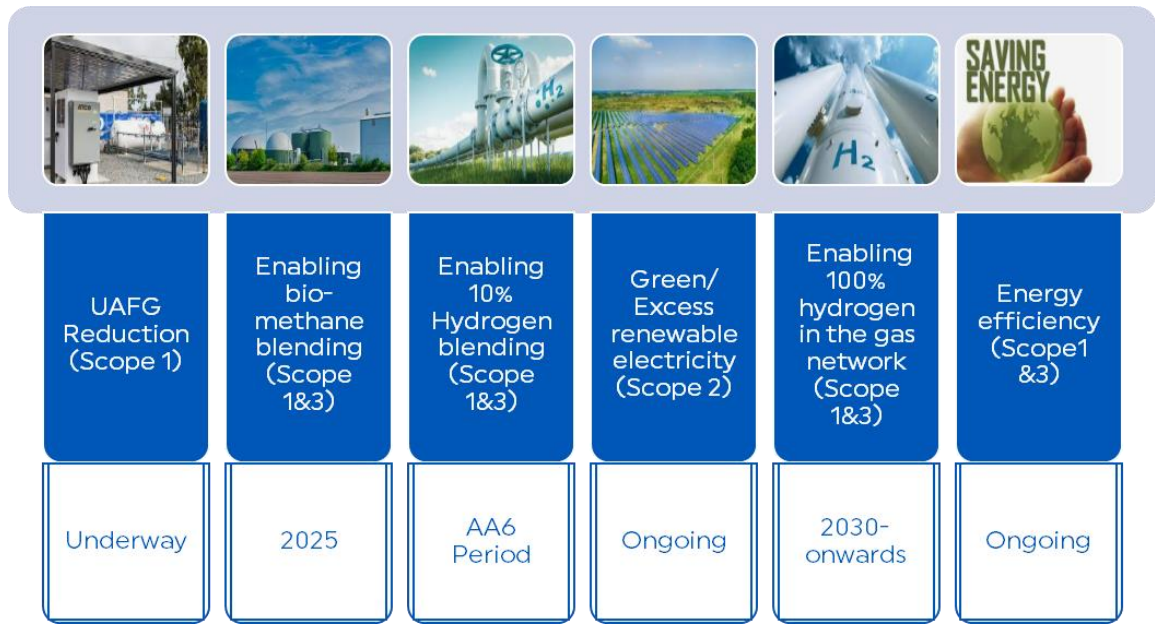 H2
SAVING
ENERGY
H2
UAFG
Reduction
(Scope 1)
Enabling
bio-
methane
blending
(Scope
1&3)
Enabling
10%
Hydrogen
blending
(Scope
1&3)
Green/
Excess
renewable
electricity
(Scope 2)
Enabling
100%
hydrogen
in the gas
network
(Scope
1&3)
Energy
efficiency
(Scope1
&3)
Underway
2025
AA6
Period
Ongoing
2030-
onwards
Ongoing